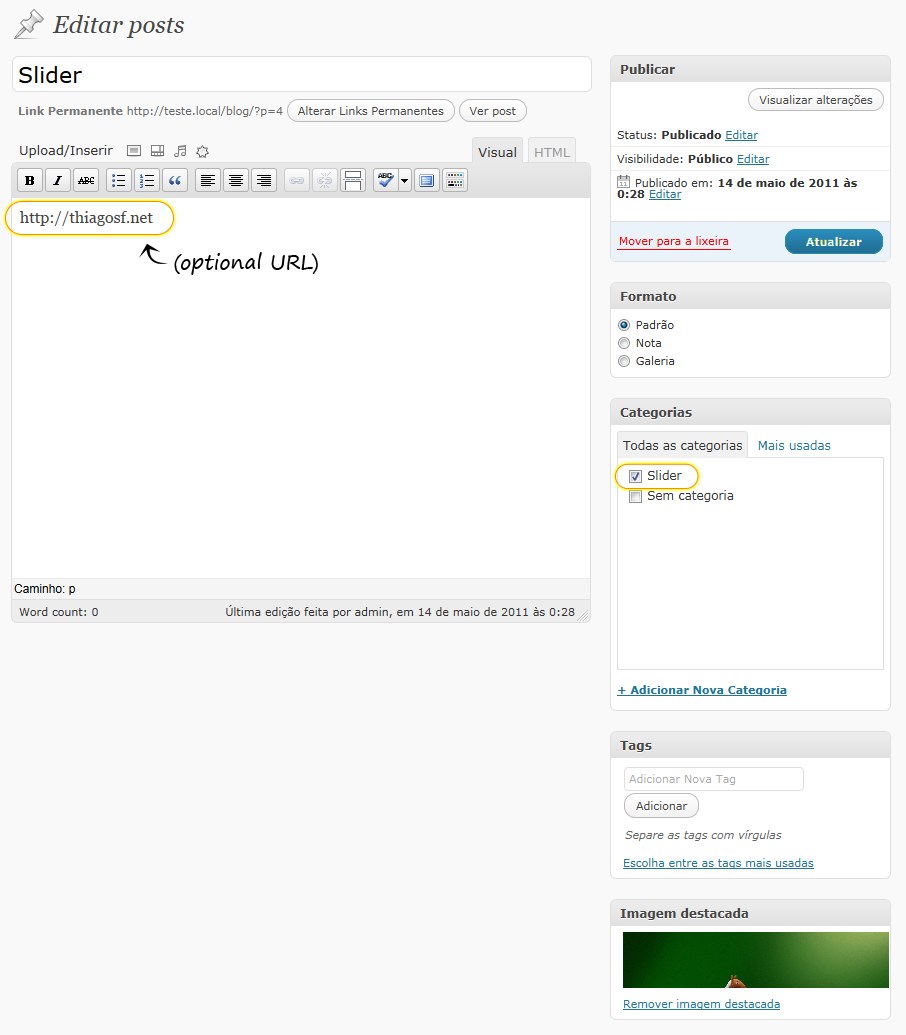 Editar posts
Slider
Link Permanente http://teste.local/blog/?p=4 Alterar Links Permanentes Ver post
Upload/Inserir
Visual HTML
B I ABC ABC
http://thiagosf.net
(optional URL)
Caminho: p
Word count: 0 Última edição feita por admin, em 14 de maio de 2011 às 0:28
Publicar
Visualizar alterações
Status: Publicado Editar
Visibilidade: Público Editar
Publicado em: 14 de maio de 2011 às
0:28 Editar
Mover para a lixeira Atualizar
Formato
Padrão
Nota
Galeria
Categorias
Todas as categorias Mais usadas
Slider
Sem categoria
+ Adicionar Nova Categoria
Tags
Adicionar Nova Tag
Adicionar
Separe as tags com vírgulas
Escolha entre as tags mais usadas
Imagem destacada
Remover imagem destacada